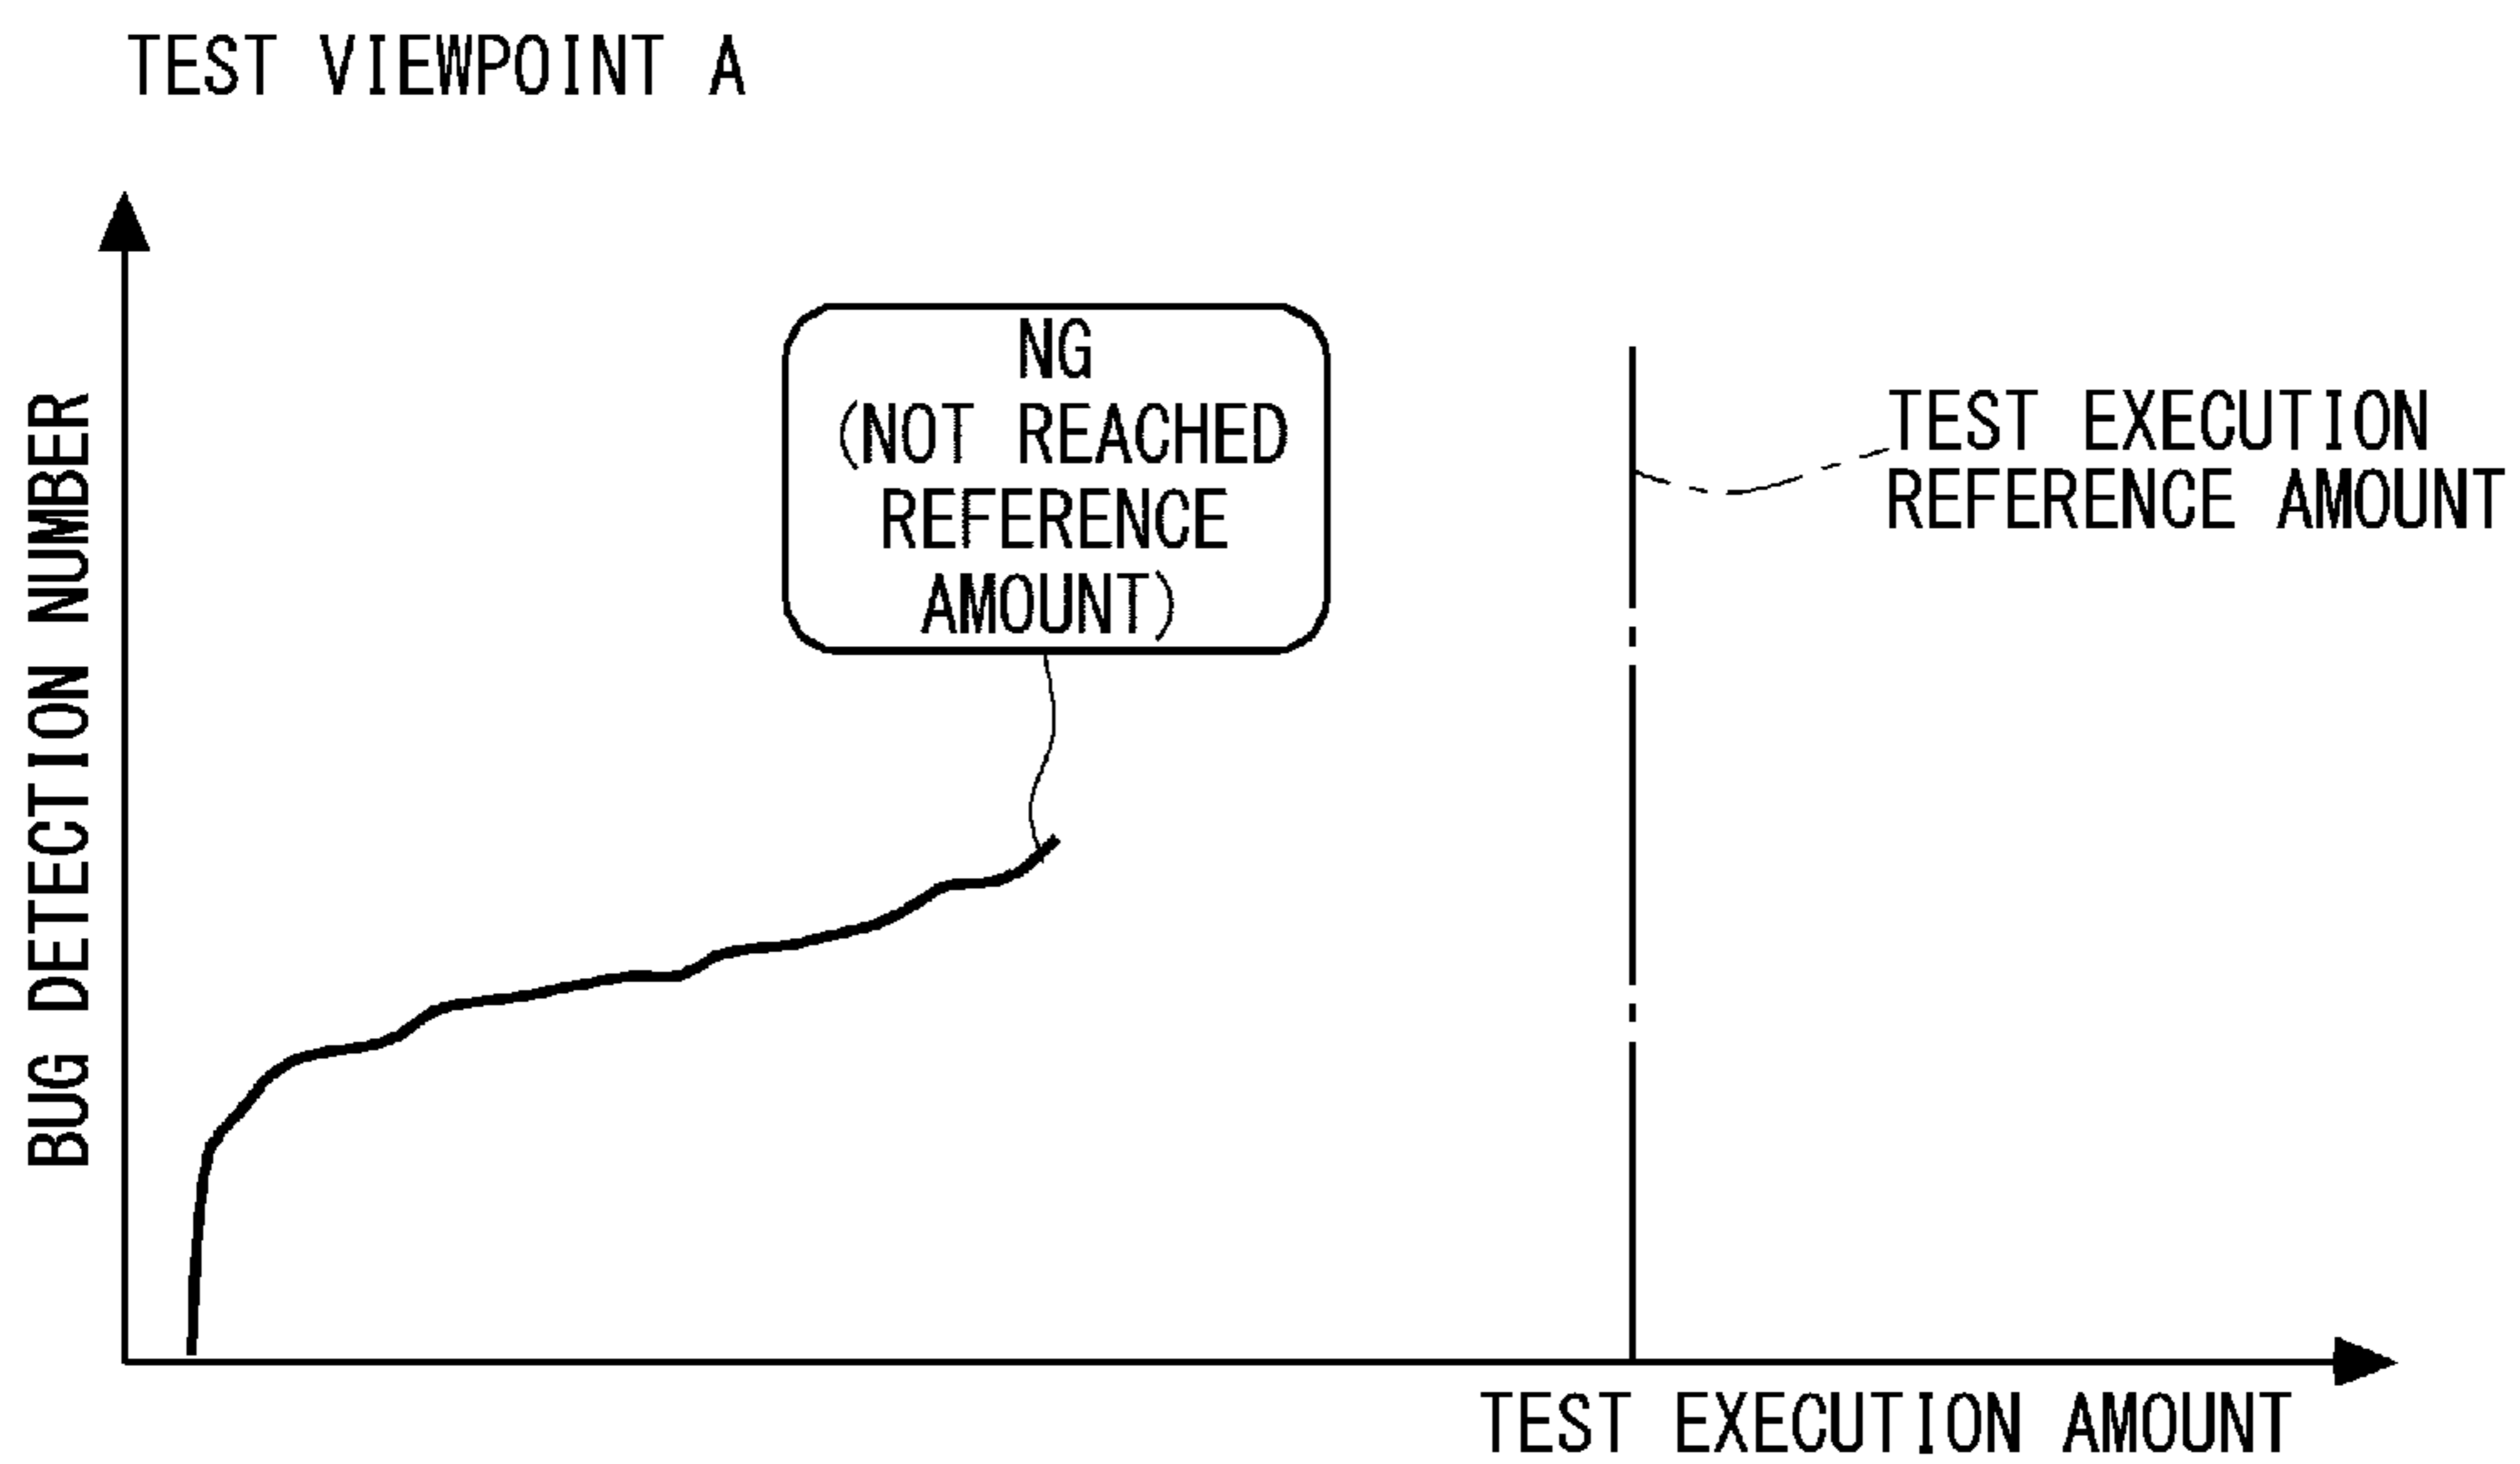 TEST VIEWPOINT A
BUG DETECTION NUMBER
NG
(NOT REACHED
REFERENCE
AMOUNT)
TEST EXECUTION
REFERENCE AMOUNT
TEST EXECUTION AMOUNT